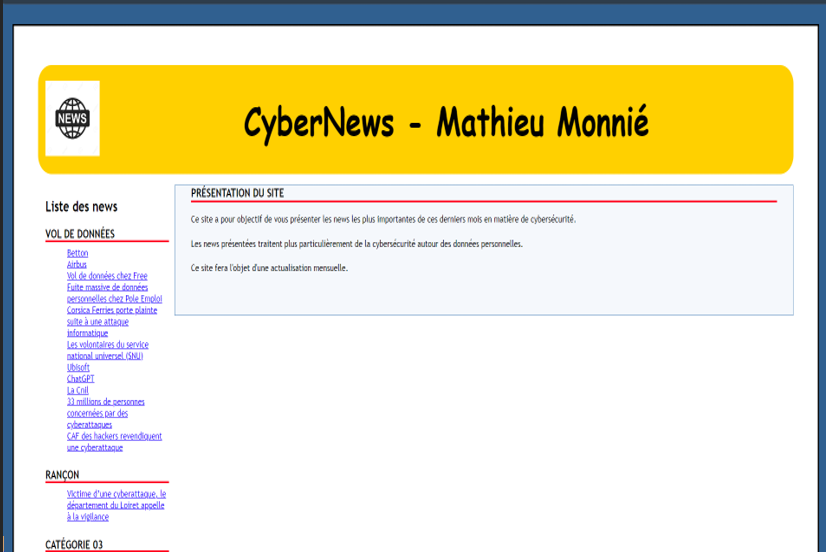 NEWS
CyberNews - Mathieu Monnié
Liste des news
VOL DE DONNÉES
Betton
Airbus
Vol de données chez Free
Fuite massive de données
personnelles chez Pole Emploi
Corsica Ferries porte plainte
suite à une attaque
informatique
Les volontaires du service
national universel (SNU)
Ubisoft
ChatGPT
La Cnil
33 millions de personnes
concernées par des
cyberattaques
CAF des hackers revendiquent
une cyberattaque
RANÇON
Victime d'une cyberattaque, le
département du Loiret appelle
à la vigilance
CATÉGORIE 03
PRÉSENTATION DU SITE
Ce site a pour objectif de vous présenter les news les plus importantes de ces derniers mois en matière de cybersécurité.
Les news présentées traitent plus particulièrement de la cybersécurité autour des données personnelles.
Ce site fera l'objet d'une actualisation mensuelle.